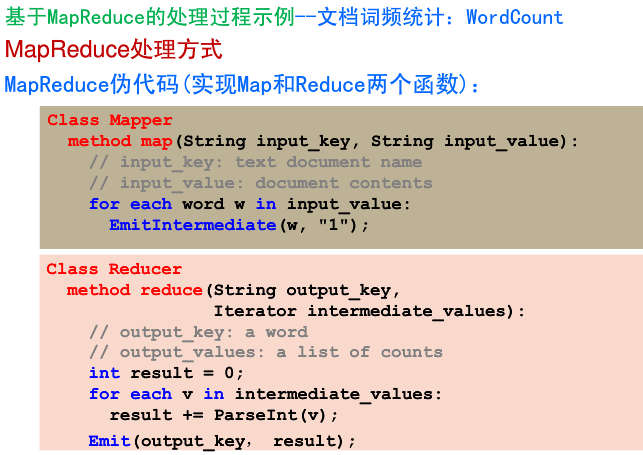 基于MapReduce的处理过程示例--文档词频统计：WordCount
MapReduce处理方式
MapReduce伪代码(实现Map和Reduce两个函数)：
Class Mapper
method map(String input_key, String input_value):
// input_key: text document name
// input_value: document contents
for each word w in input_value:
EmitIntermediate(w, "1");
Class Reducer
method reduce(String output_key,
Iterator intermediate_values):
// output_key: a word
// output_values: a list of counts
int result = 0;
for each v in intermediate_values:
result += ParseInt(v);
Emit(output_key， result);